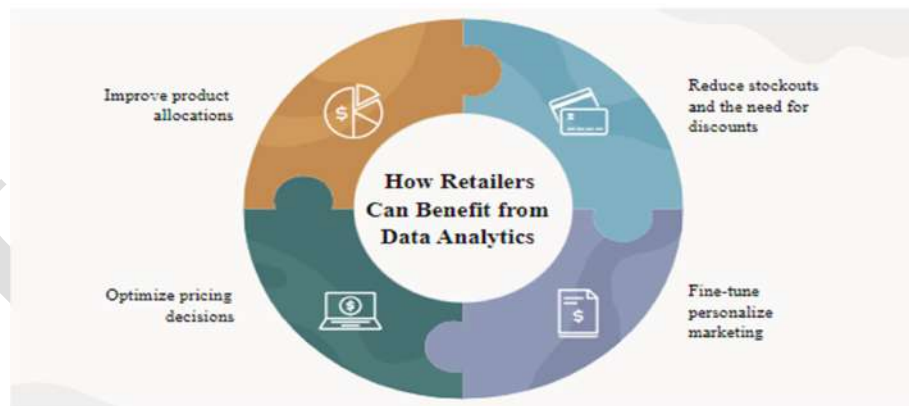 Improve product
allocations
Reduce stockouts
and the need for
discounts
How Retailers
Can Benefit from
Data Analytics
Optimize pricing
decisions
Fine-tune
personalize
marketing
$
$
$